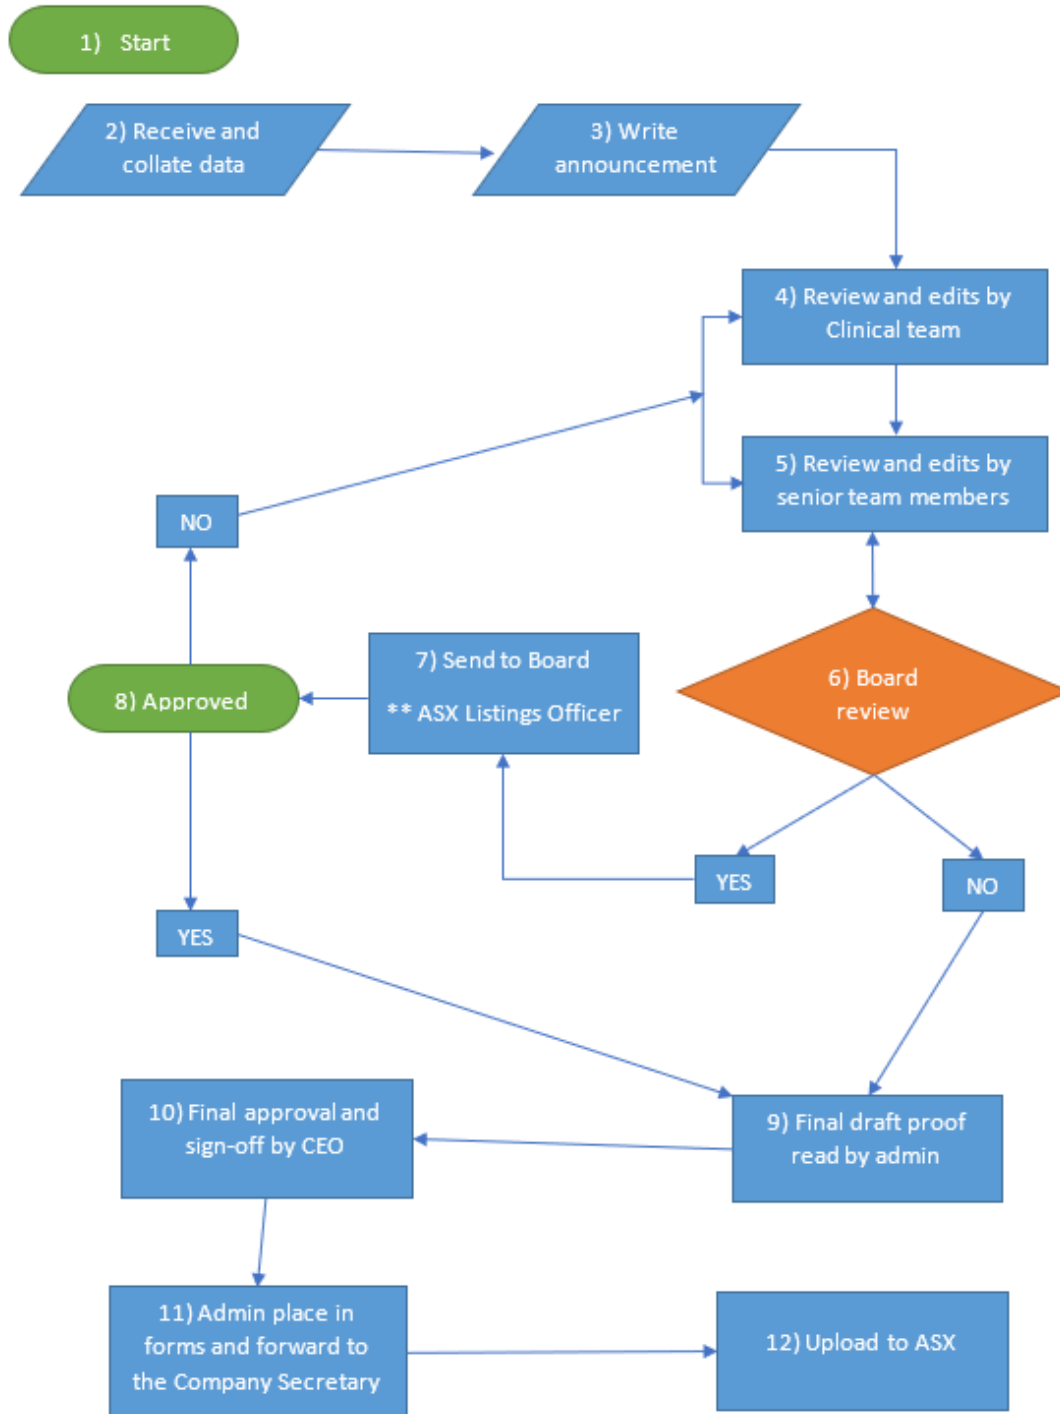 1) Start
2) Receive and
collate data
3) Write
announcement
4) Review and edits by
Clinical team
5) Review and edits by
senior team members
NO
7) Send to Board
** ASX Listings Officer
8) Approved
6) Board
review
YES
NO
YES
10) Final approval and
sign-off by CEO
9) Final draft proof
read by admin
11) Admin place in
forms and forward to
the Company Secretary
12) Upload to ASX